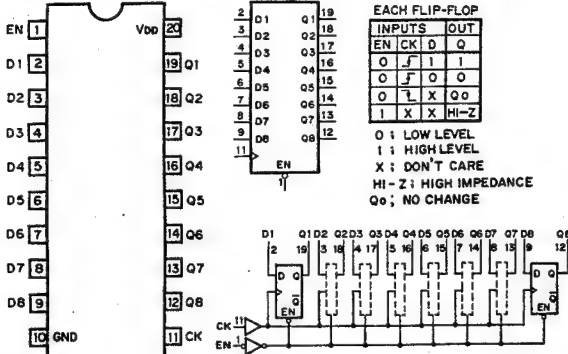 EN 1
D1 2
D2 3
D3 4
D4 5
D5 6
D6 7
D7 8
D8 9
10 GND
VDD 20
19 Q1
18 Q2
17 Q3
16 Q4
15 Q5
14 Q6
13 Q7
12 Q8
11 CK
2 D1 Q1 19
3 D2 Q2 18
4 D3 Q3 17
5 D4 Q4 16
6 D5 Q5 15
7 D6 Q6 14
8 D7 Q7 13
9 D8 Q8 12
11
EN
1
EACH FLIP-FLOP
INPUTS OUT
EN CK D Q
0 1 1
0 0 0
0 X Qo
1 X X HI-Z
0 : LOW LEVEL
1 : HIGH LEVEL
X ; DON'T CARE
HI-Z ; HIGH IMPEDANCE
Qo ; NO CHANGE
D1 Q1 D2 Q2 D3 Q3 D4 Q4 D5 Q5 D6 Q6 D7 Q7 D8 Q8
2 19 3 18 4 17 5 16 6 15 7 14 8 13 9 12
D Q
Q̅
EN
D Q
Q̅
EN
CK 11
EN 1